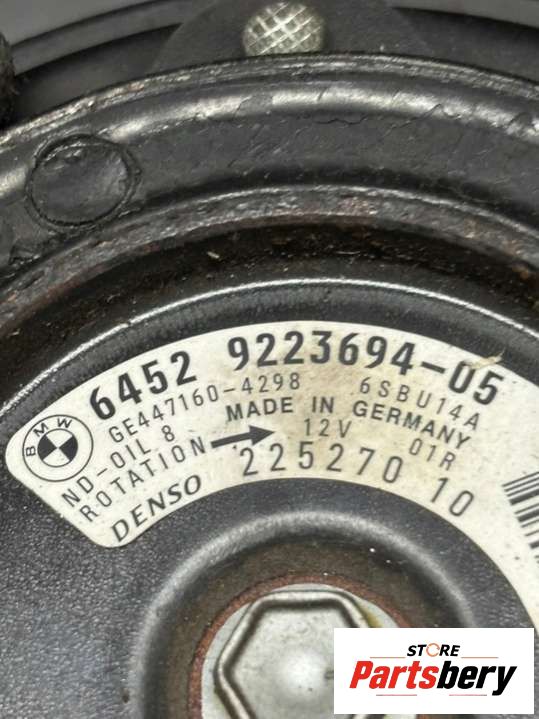 6452 9223694-05
GE447160-4298 6SBU14A
BMW
MADE IN GERMANY
ND-OIL 8
12V 01R
ROTATION
225270 10
DENSO
STORE
Partsbery